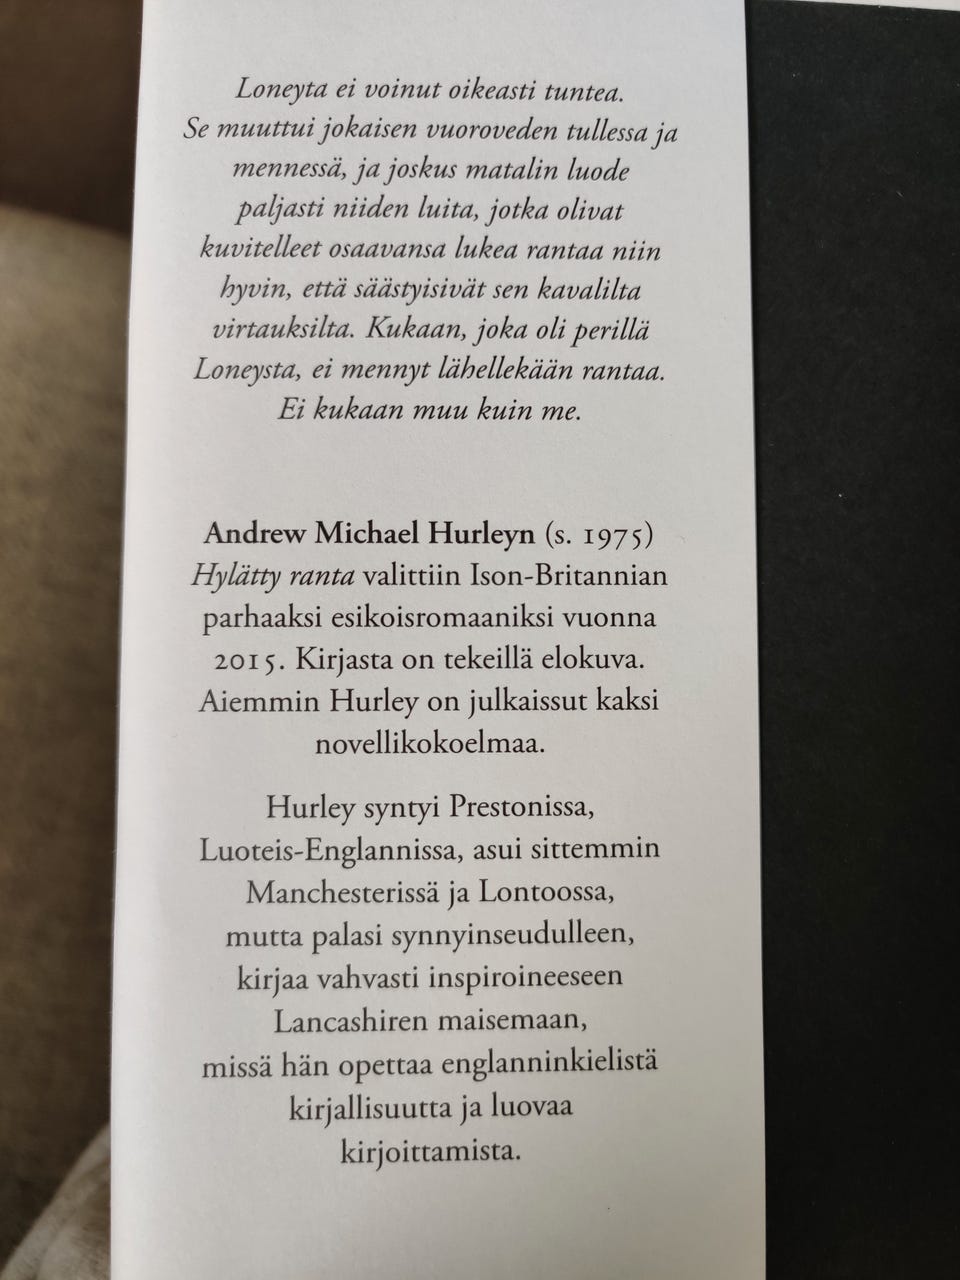 Loneyta ei voinut oikeasti tuntea.
Se muuttui jokaisen vuoroveden tullessa ja
mennessä, ja joskus matalin luode
paljasti niiden luita, jotka olivat
kuvitelleet osaavansa lukea rantaa niin
hyvin, että säästyisivät sen kavalilta
virtauksilta. Kukaan, joka oli perillä
Loneysta, ei mennyt lähellekään rantaa.
Ei kukaan muu kuin me.
Andrew Michael Hurleyn (s. 1975)
Hylätty ranta valittiin Ison-Britannian
parhaaksi esikoisromaaniksi vuonna
2015. Kirjasta on tekeillä elokuva.
Aiemmin Hurley on julkaissut kaksi
novellikokoelmaa.
Hurley syntyi Prestonissa,
Luoteis-Englannissa, asui sittemmin
Manchesterissä ja Lontoossa,
mutta palasi synnyinseudulleen,
kirjaa vahvasti inspiroineeseen
Lancashiren maisemaan,
missä hän opettaa englanninkielistä
kirjallisuutta ja luovaa
kirjoittamista.